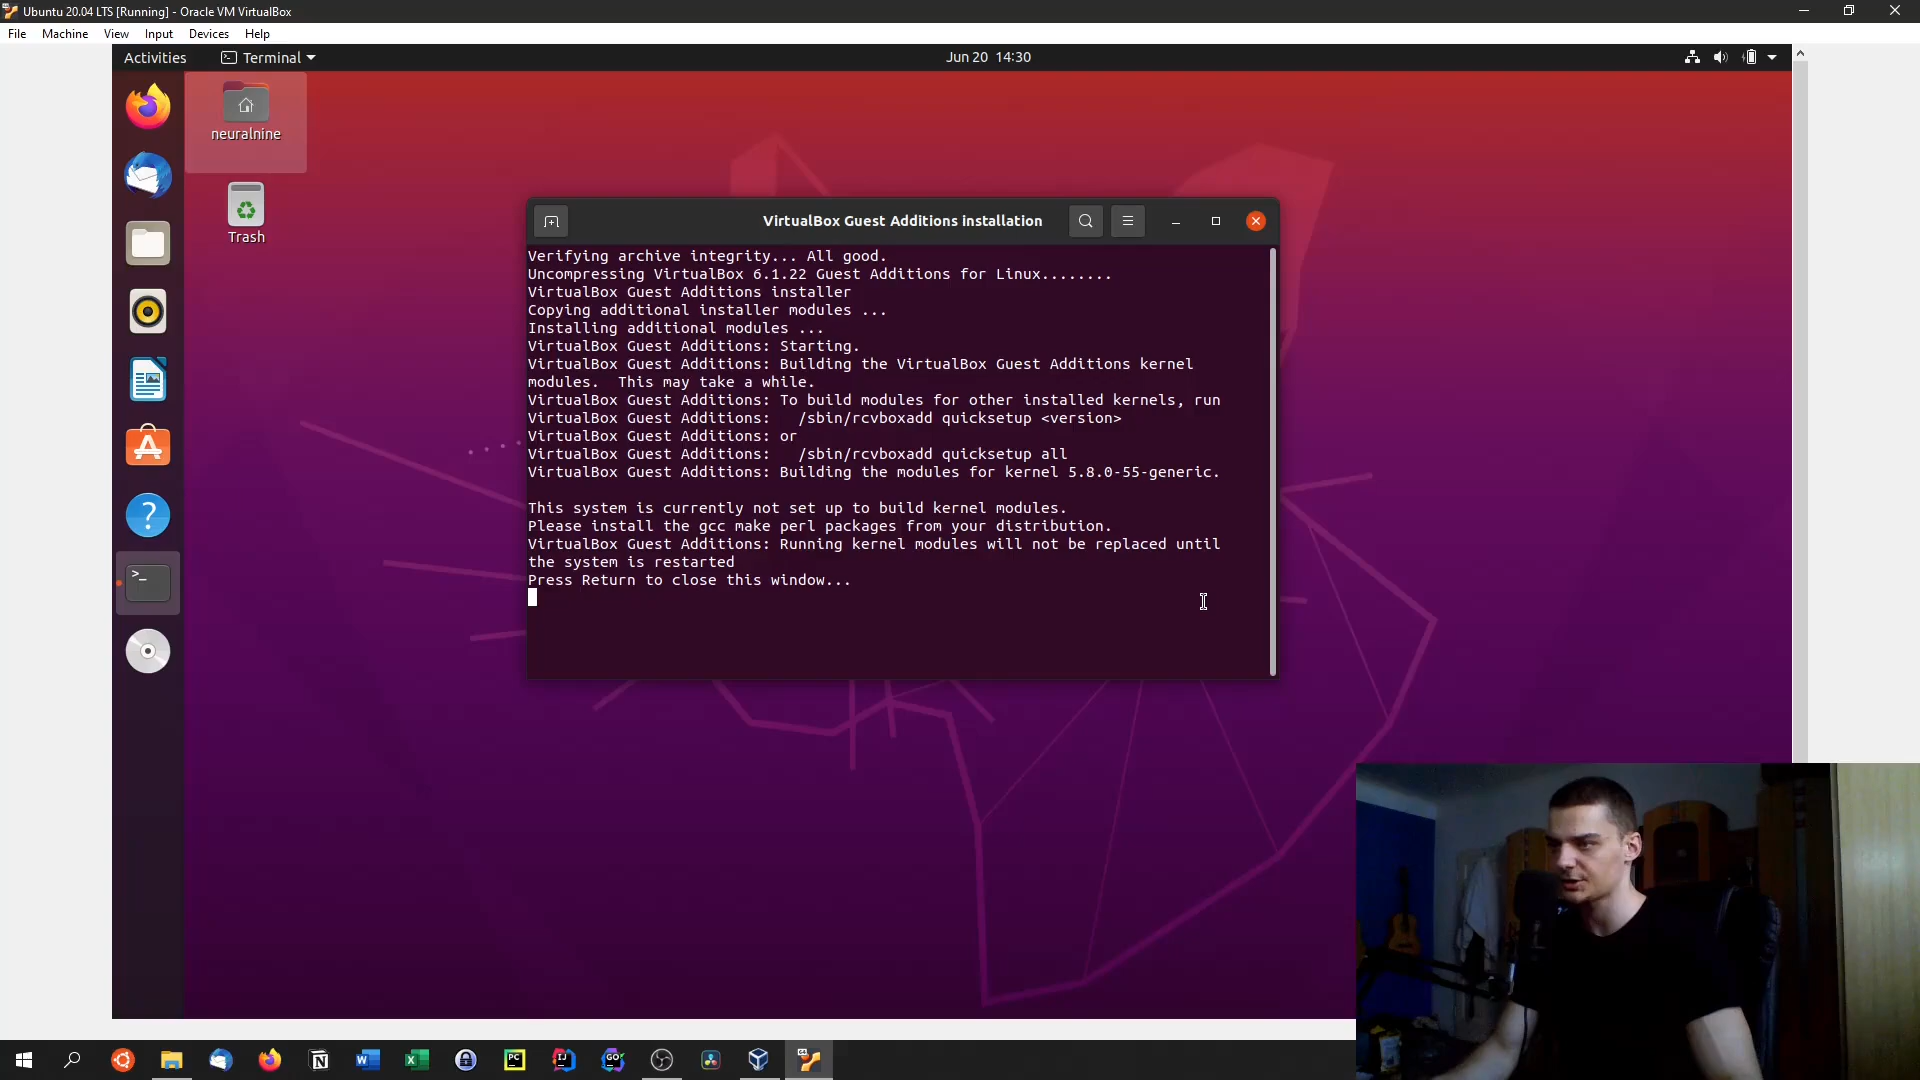 Ubuntu 20.04 LTS [Running] - Oracle VM VirtualBox
File Machine View Input Devices Help
Activities Terminal Jun 20 14:30
neuralnine
Trash
VirtualBox Guest Additions installation
Verifying archive integrity... All good.
Uncompressing VirtualBox 6.1.22 Guest Additions for Linux........
VirtualBox Guest Additions installer
Copying additional installer modules ...
Installing additional modules ...
VirtualBox Guest Additions: Starting.
VirtualBox Guest Additions: Building the VirtualBox Guest Additions kernel
modules.  This may take a while.
VirtualBox Guest Additions: To build modules for other installed kernels, run
VirtualBox Guest Additions:   /sbin/rcvboxadd quicksetup <version>
VirtualBox Guest Additions: or
VirtualBox Guest Additions:   /sbin/rcvboxadd quicksetup all
VirtualBox Guest Additions: Building the modules for kernel 5.8.0-55-generic.
This system is currently not set up to build kernel modules.
Please install the gcc make perl packages from your distribution.
VirtualBox Guest Additions: Running kernel modules will not be replaced until
the system is restarted
Press Return to close this window...
>_
N W X PC IJ GO